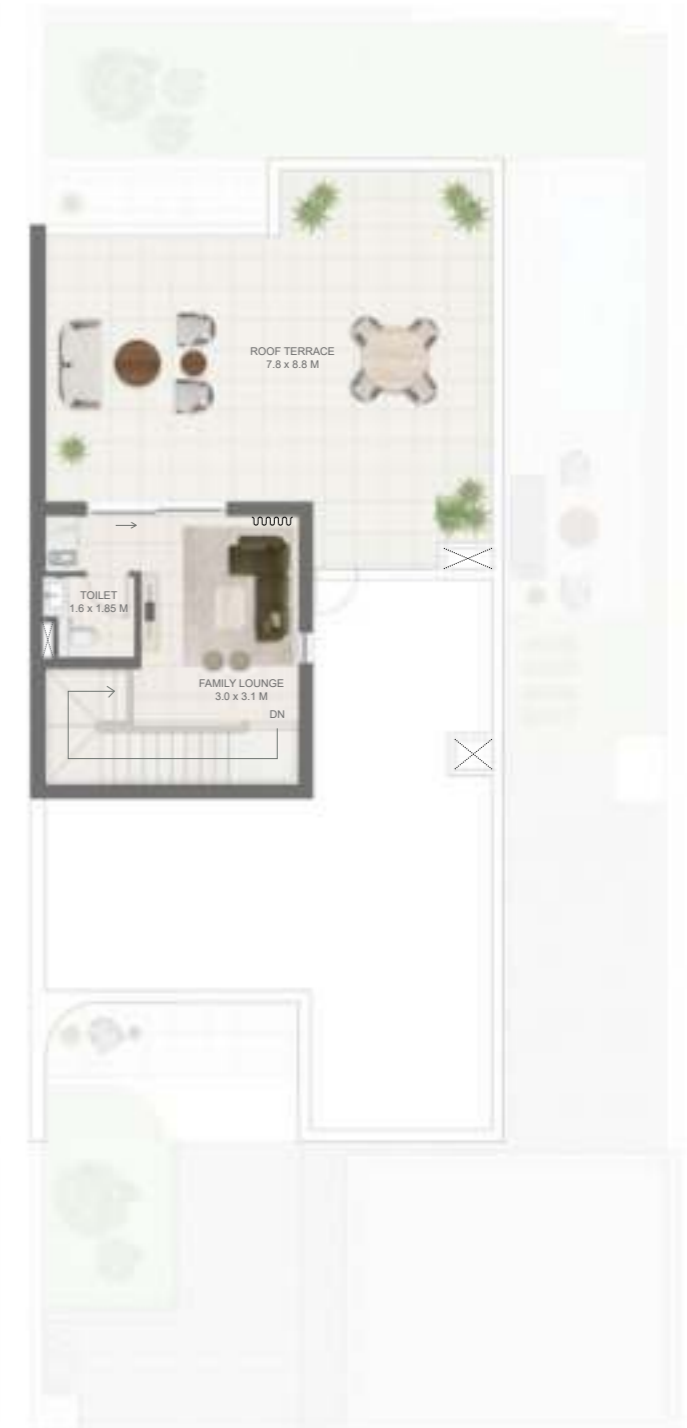 ROOF TERRACE
7.8 x 8.8 M
TOILET
1.6 x 1.85 M
FAMILY LOUNGE
3.0 x 3.1 M
DN